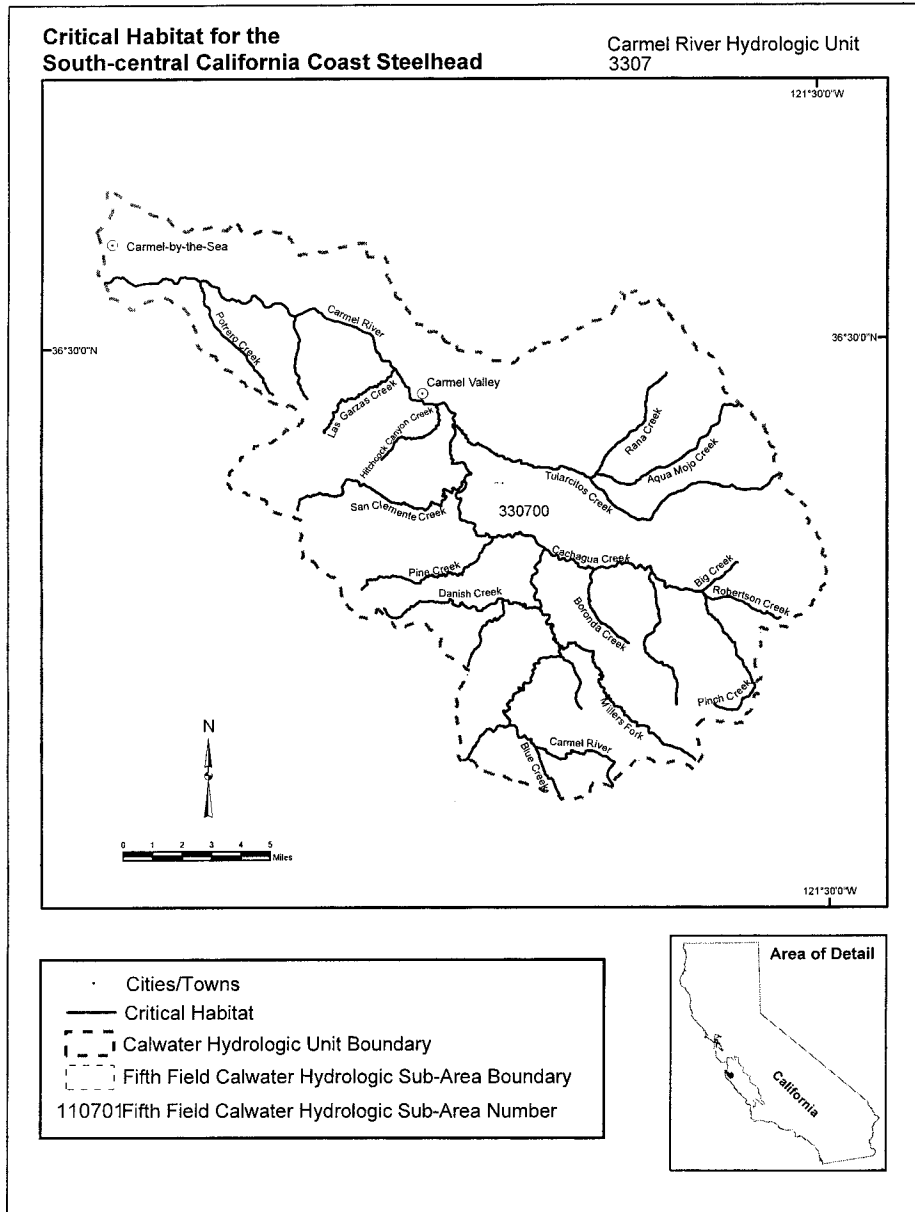 Critical Habitat for the
South-central California Coast Steelhead
Carmel River Hydrologic Unit
3307
121°30'0"W
Carmel-by-the-Sea
Carmel River
Potrero Creek
36°30'0"N
36°30'0"N
Carmel Valley
Las Garzas Creek
Hitchcock Canyon Creek
Rana Creek
Aqua Mojo Creek
Tularcitos Creek
San Clemente Creek
330700
Cachagua Creek
Pine Creek
Big Creek
Danish Creek
Robertson Creek
Boronda Creek
Pinch Creek
Millers Fork
Carmel River
Blue Creek
N
0 1 2 3 4 5
Miles
121°30'0"W
Cities/Towns
Critical Habitat
Calwater Hydrologic Unit Boundary
Fifth Field Calwater Hydrologic Sub-Area Boundary
110701Fifth Field Calwater Hydrologic Sub-Area Number
Area of Detail
California